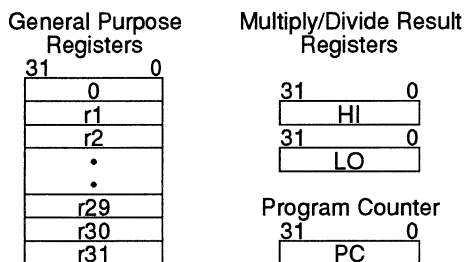 General Purpose
Registers
31 0
0
r1
r2
•
•
r29
r30
r31
Multiply/Divide Result
Registers
31 0
HI
31 0
LO
Program Counter
31 0
PC